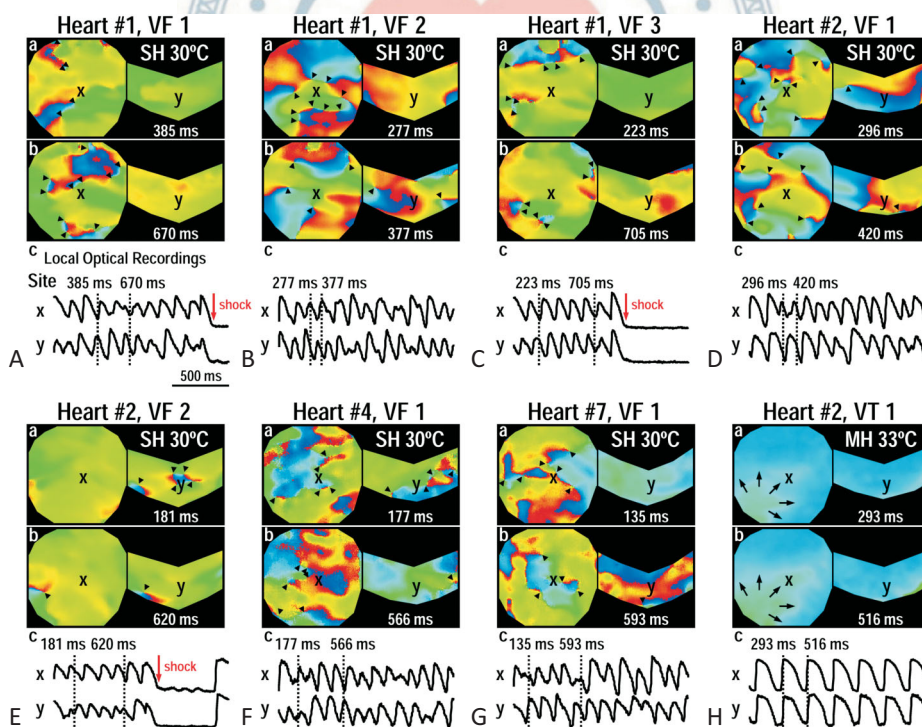 Heart #1, VF 1
a
SH 30ºC
x
y
385 ms
b
x
y
670 ms
c
Local Optical Recordings
Site
385 ms 670 ms
x
shock
y
A
500 ms
Heart #1, VF 2
a
SH 30ºC
x
y
277 ms
b
x
y
377 ms
c
277 ms 377 ms
x
y
B
Heart #1, VF 3
a
SH 30ºC
x
y
223 ms
b
x
y
705 ms
c
223 ms 705 ms
x
shock
y
C
Heart #2, VF 1
a
SH 30ºC
x
y
296 ms
b
x
y
420 ms
c
296 ms 420 ms
x
y
D
Heart #2, VF 2
a
SH 30ºC
x
y
181 ms
b
x
y
620 ms
c
181 ms 620 ms
x
shock
y
E
Heart #4, VF 1
a
SH 30ºC
x
y
177 ms
b
x
y
566 ms
c
177 ms 566 ms
x
y
F
Heart #7, VF 1
a
SH 30ºC
x
y
135 ms
b
x
y
593 ms
c
135 ms 593 ms
x
y
G
Heart #2, VT 1
a
MH 33ºC
x
y
293 ms
b
x
y
516 ms
c
293 ms 516 ms
x
y
H